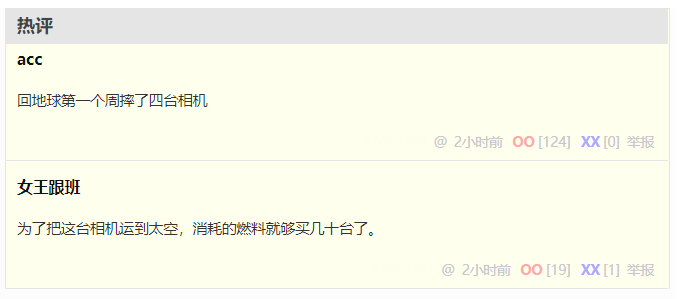 热评
acc
回地球第一个周摔了四台相机
@ 2小时前 OO [124] XX [0] 举报
女王跟班
为了把这台相机运到太空，消耗的燃料就够买几十台了。
@ 2小时前 OO [19] XX [1] 举报